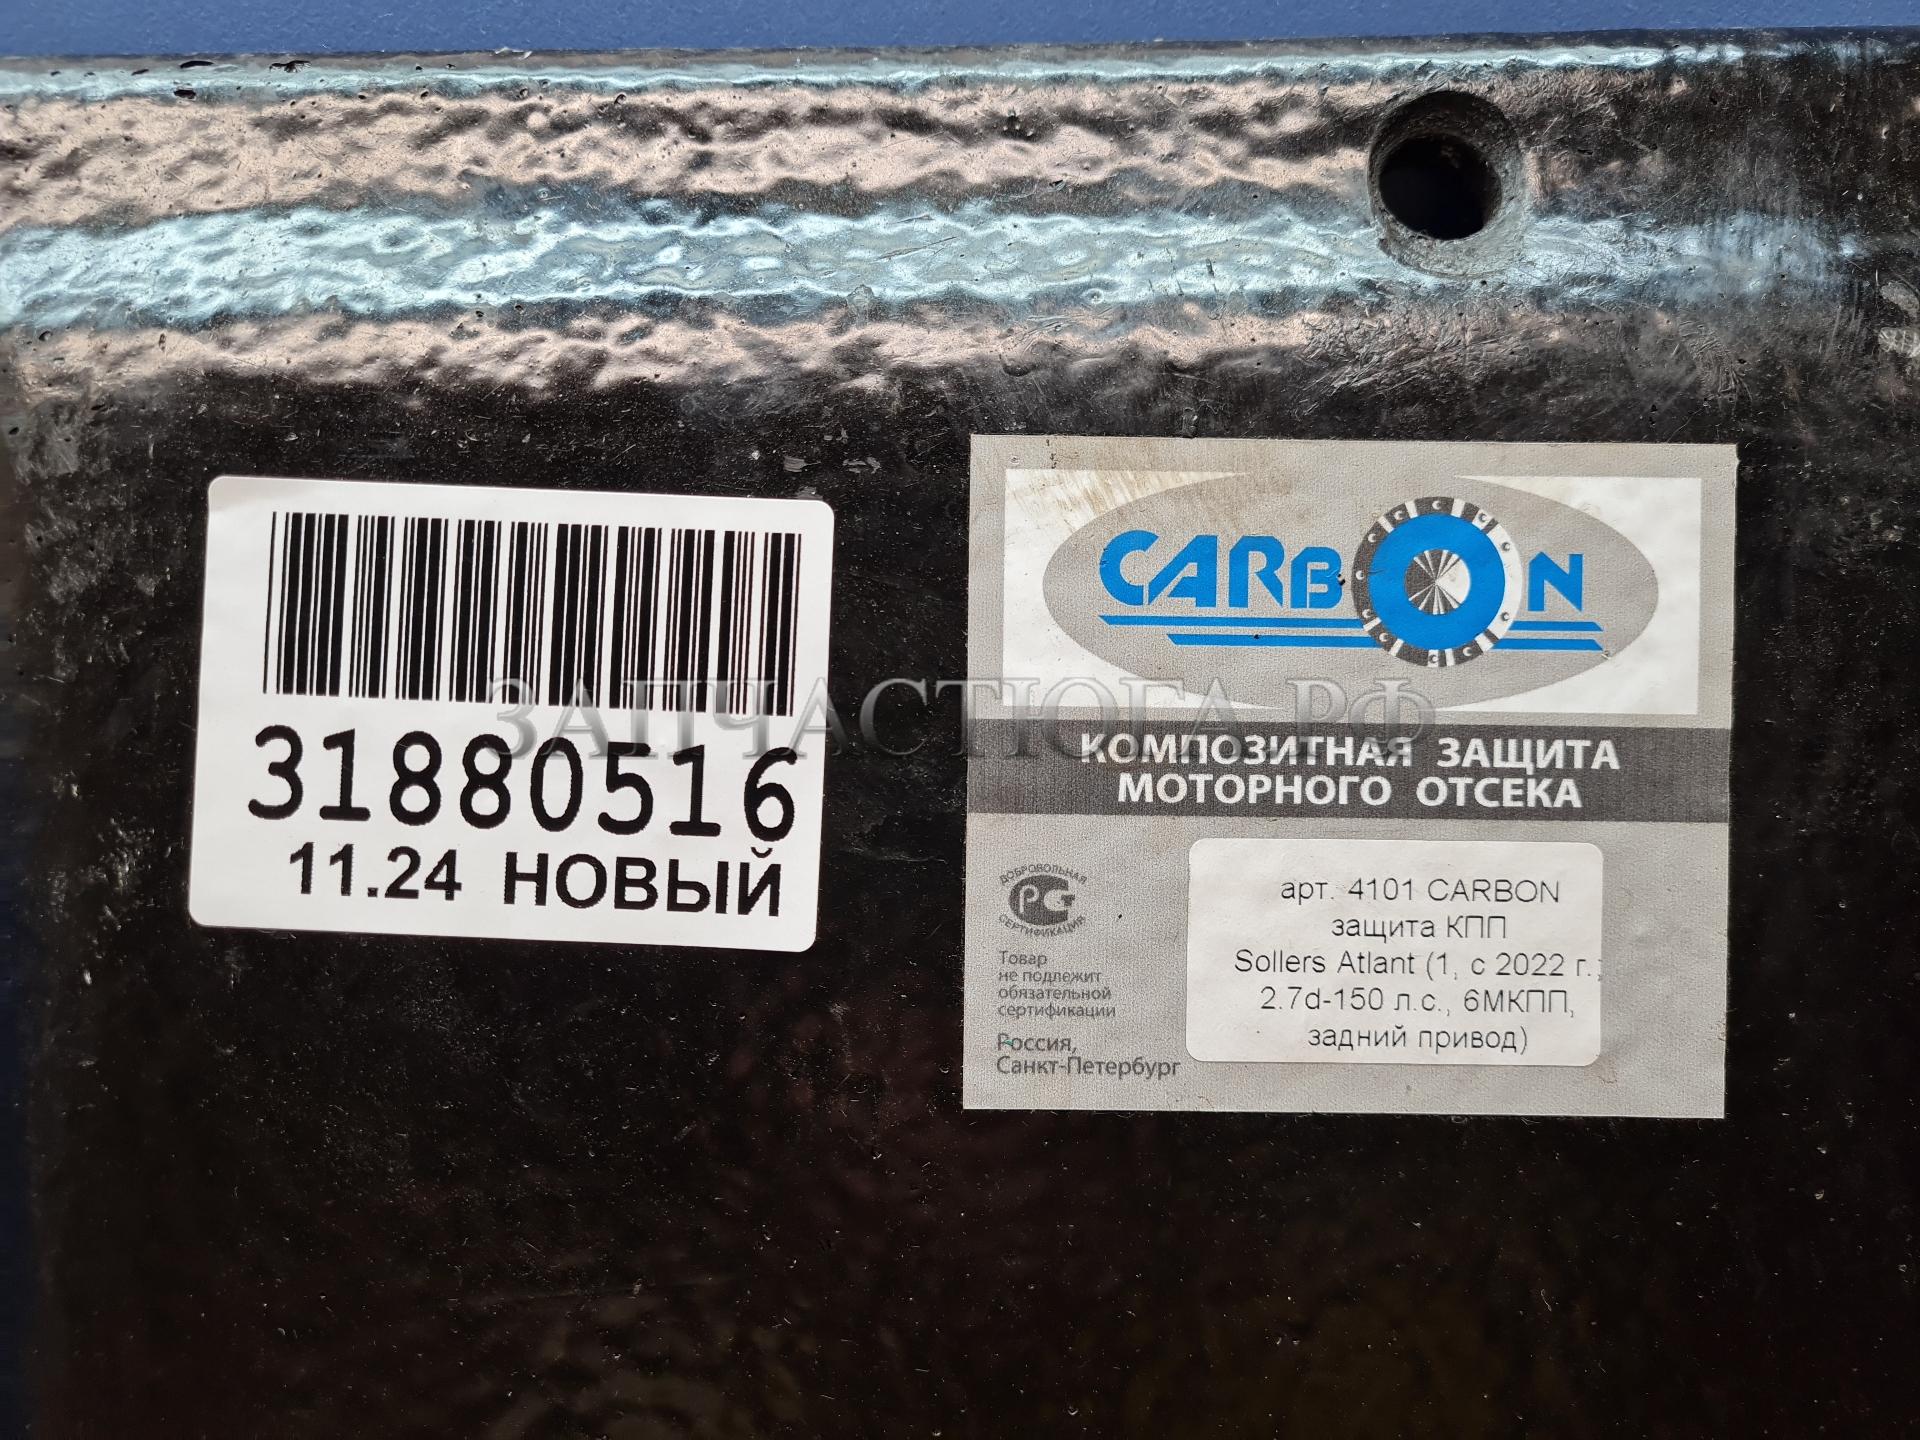 31880516
11.24 НОВЫЙ
CARBON
ЗАПЧАСТЮГА.РФ
КОМПОЗИТНАЯ ЗАЩИТА
МОТОРНОГО ОТСЕКА
ДОБРОВОЛЬНАЯ
РСТ
СЕРТИФИКАЦИЯ
Товар
не подлежит
обязательной
сертификации
Россия,
Санкт-Петербург
арт. 4101 CARBON
защита КПП
Sollers Atlant (1, с 2022 г.;
2.7d-150 л.с., 6МКПП,
задний привод)